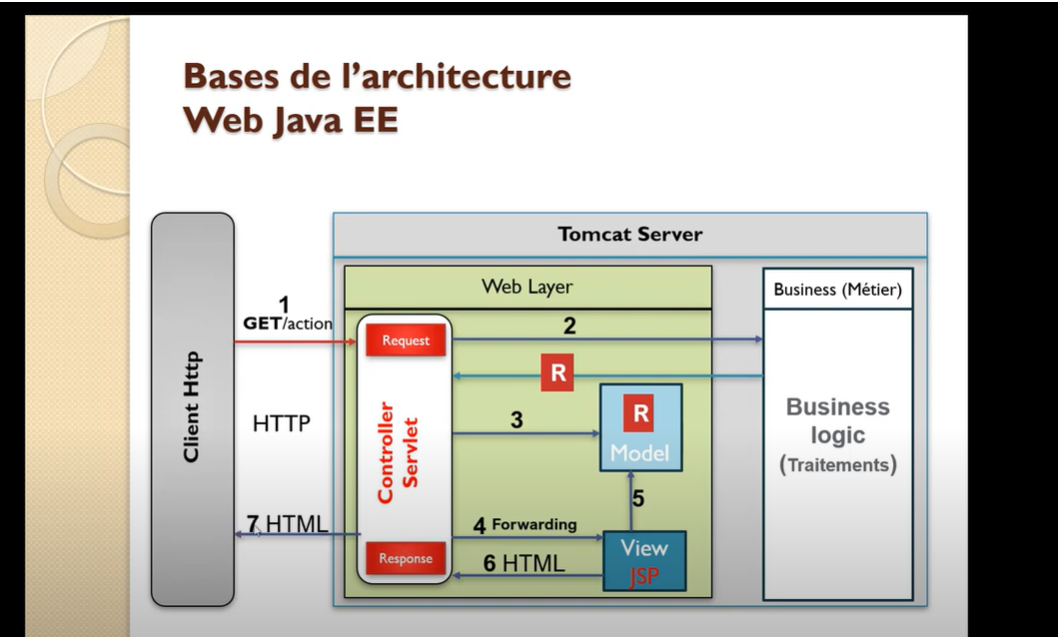 Bases de l’architecture
Web Java EE
Tomcat Server
Web Layer
Business (Métier)
Client Http
1
GET/action
Request
2
R
HTTP
Controller
Servlet
3
R
Model
Business
logic
(Traitements)
5
7 HTML
4 Forwarding
View
JSP
Response
6 HTML